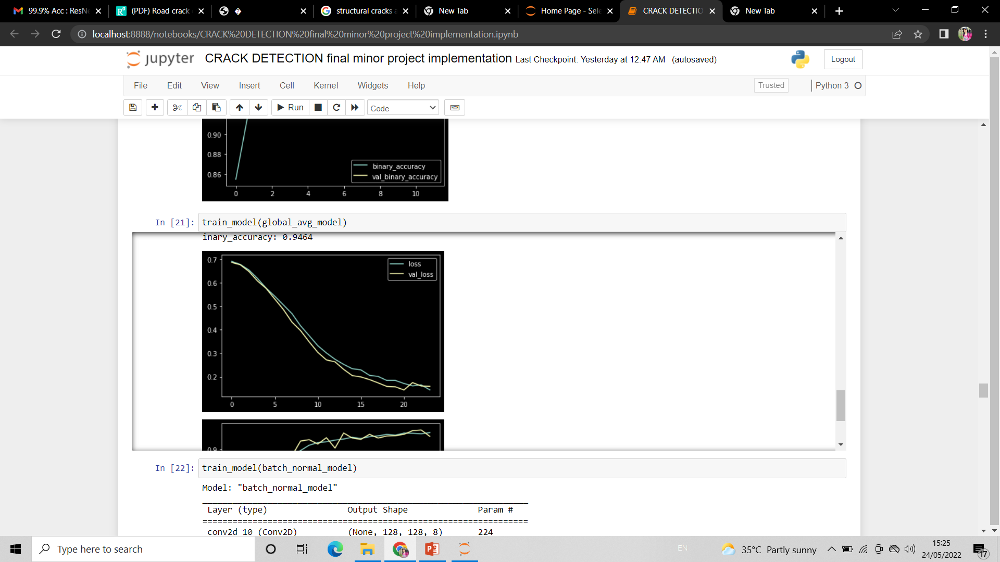 99.9% Acc : ResN
(PDF) Road crack
�
structural cracks a
New Tab
Home Page - Sele
CRACK DETECTIO
New Tab
localhost:8888/notebooks/CRACK%20DETECTION%20final%20minor%20project%20implementation.ipynb
jupyter CRACK DETECTION final minor project implementation Last Checkpoint: Yesterday at 12:47 AM (autosaved)
Logout
File Edit View Insert Cell Kernel Widgets Help
Trusted
Python 3
Run
Code
0.90
0.88
0.86
binary_accuracy
val_binary_accuracy
0 2 4 6 8 10
In [21]: train_model(global_avg_model)
inary_accuracy: 0.9464
0.7
0.6
0.5
0.4
0.3
0.2
loss
val_loss
0 5 10 15 20
0.9
In [22]: train_model(batch_normal_model)
Model: "batch_normal_model"
Layer (type) Output Shape Param #
=================================================================
conv2d_10 (Conv2D) (None, 128, 128, 8) 224
Type here to search
EN
35°C Partly sunny
15:25
24/05/2022
17